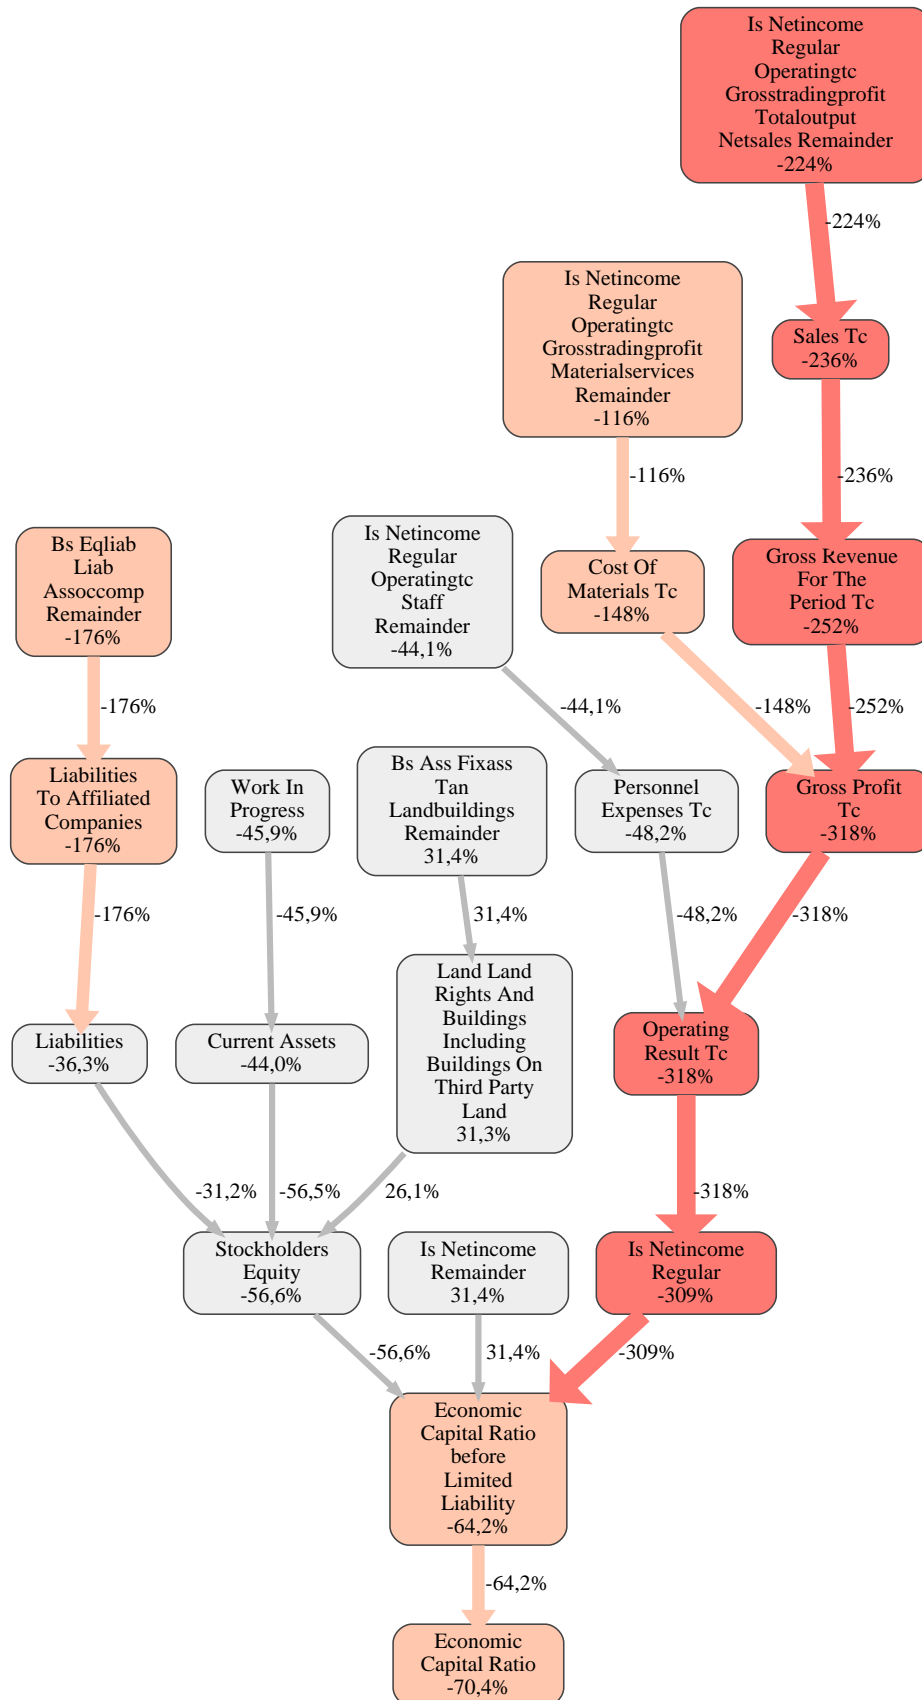 Is Netincome
Regular
Operatingtc
Grosstradingprofit
Totaloutput
Netsales Remainder
-224%
-224%
Is Netincome
Regular
Operatingtc
Grosstradingprofit
Materialservices
Remainder
-116%
Sales Tc
-236%
-116%
-236%
Bs Eqliab
Liab
Assoccomp
Remainder
-176%
Is Netincome
Regular
Operatingtc
Staff
Remainder
-44,1%
Cost Of
Materials Tc
-148%
Gross Revenue
For The
Period Tc
-252%
-176%
-44,1%
-148%
-252%
Liabilities
To Affiliated
Companies
-176%
Work In
Progress
-45,9%
Bs Ass Fixass
Tan
Landbuildings
Remainder
31,4%
Personnel
Expenses Tc
-48,2%
Gross Profit
Tc
-318%
-176%
-45,9%
31,4%
-48,2%
-318%
Liabilities
-36,3%
Current Assets
-44,0%
Land Land
Rights And
Buildings
Including
Buildings On
Third Party
Land
31,3%
Operating
Result Tc
-318%
-31,2%
-56,5%
26,1%
-318%
Stockholders
Equity
-56,6%
Is Netincome
Remainder
31,4%
Is Netincome
Regular
-309%
-56,6%
31,4%
-309%
Economic
Capital Ratio
before
Limited
Liability
-64,2%
-64,2%
Economic
Capital Ratio
-70,4%